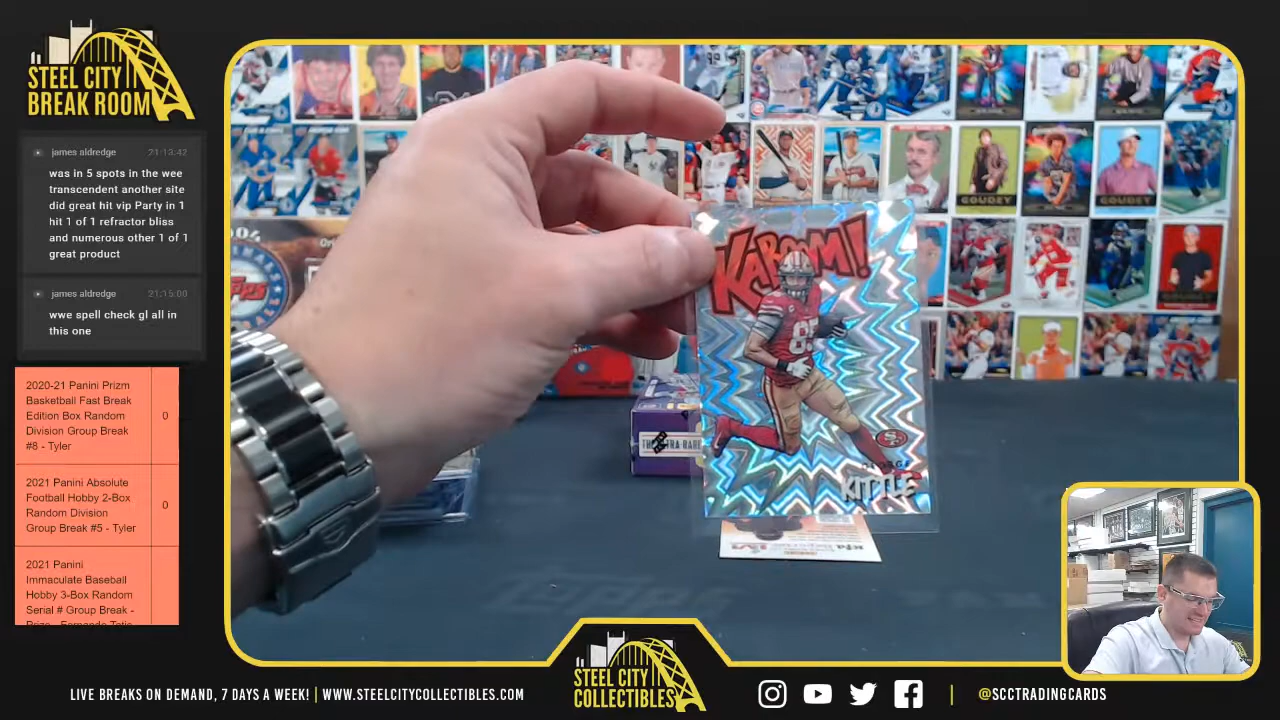 STEEL CITY
BREAK ROOM
james aldredge 21:13:42
was in 5 spots in the wee
transcendent another site
did great hit vip Party in 1
hit 1 of 1 refractor bliss
and numerous other 1 of 1
great product
james aldredge 21:15:00
wwe spell check gl all in
this one
2020-21 Panini Prizm
Basketball Fast Break
Edition Box Random
Division Group Break
#8 - Tyler
0
2021 Panini Absolute
Football Hobby 2-Box
Random Division
Group Break #5 - Tyler
0
2021 Panini
Immaculate Baseball
Hobby 3-Box Random
Serial # Group Break -
KABOOM!
85
GEORGE
KITTLE
GOUDEY
GOUDEY
GOUDEY
STEEL CITY
COLLECTIBLES
LIVE BREAKS ON DEMAND, 7 DAYS A WEEK! | WWW.STEELCITYCOLLECTIBLES.COM
@SCCTRADINGCARDS